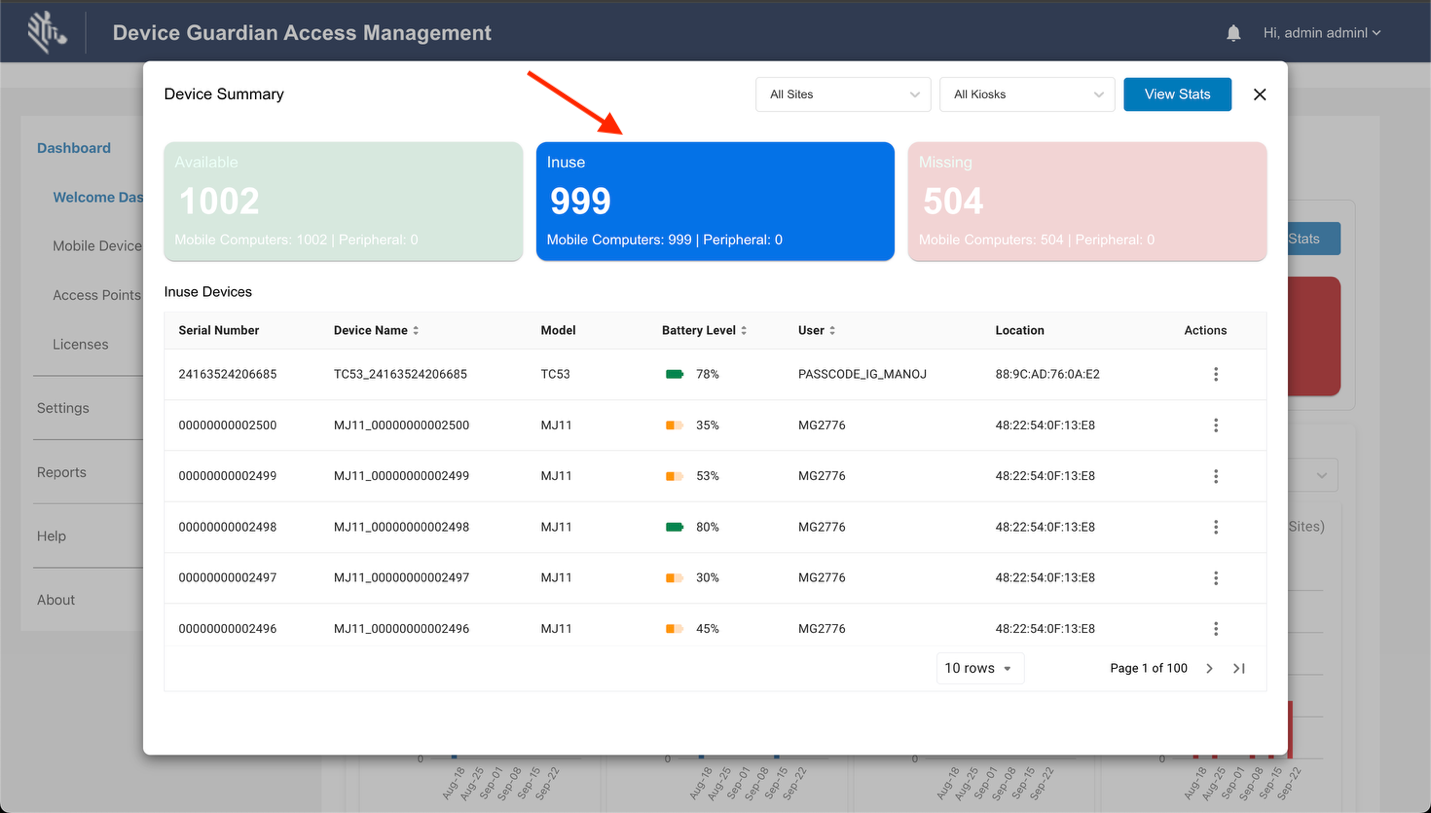 Device Guardian Access Management
Hi, admin adminl
Device Summary
All Sites
All Kiosks
View Stats
Available
1002
Mobile Computers: 1002 | Peripheral: 0
Inuse
999
Mobile Computers: 999 | Peripheral: 0
Missing
504
Mobile Computers: 504 | Peripheral: 0
Dashboard
Welcome Das
Mobile Device
Access Points
Licenses
Settings
Reports
Help
About
Stats
Sites)
Inuse Devices
Serial Number Device Name Model Battery Level User Location Actions
24163524206685 TC53_24163524206685 TC53 78% PASSCODE_IG_MANOJ 88:9C:AD:76:0A:E2
00000000002500 MJ11_00000000002500 MJ11 35% MG2776 48:22:54:0F:13:E8
00000000002499 MJ11_00000000002499 MJ11 53% MG2776 48:22:54:0F:13:E8
00000000002498 MJ11_00000000002498 MJ11 80% MG2776 48:22:54:0F:13:E8
00000000002497 MJ11_00000000002497 MJ11 30% MG2776 48:22:54:0F:13:E8
00000000002496 MJ11_00000000002496 MJ11 45% MG2776 48:22:54:0F:13:E8
10 rows
Page 1 of 100
0 Aug-18 Aug-25 Sep-01 Sep-08 Sep-15 Sep-22
0 Aug-18 Aug-25 Sep-01 Sep-08 Sep-15 Sep-22
0 Aug-18 Aug-25 Sep-01 Sep-08 Sep-15 Sep-22
0 Aug-18 Aug-25 Sep-01 Sep-08 Sep-15 Sep-22